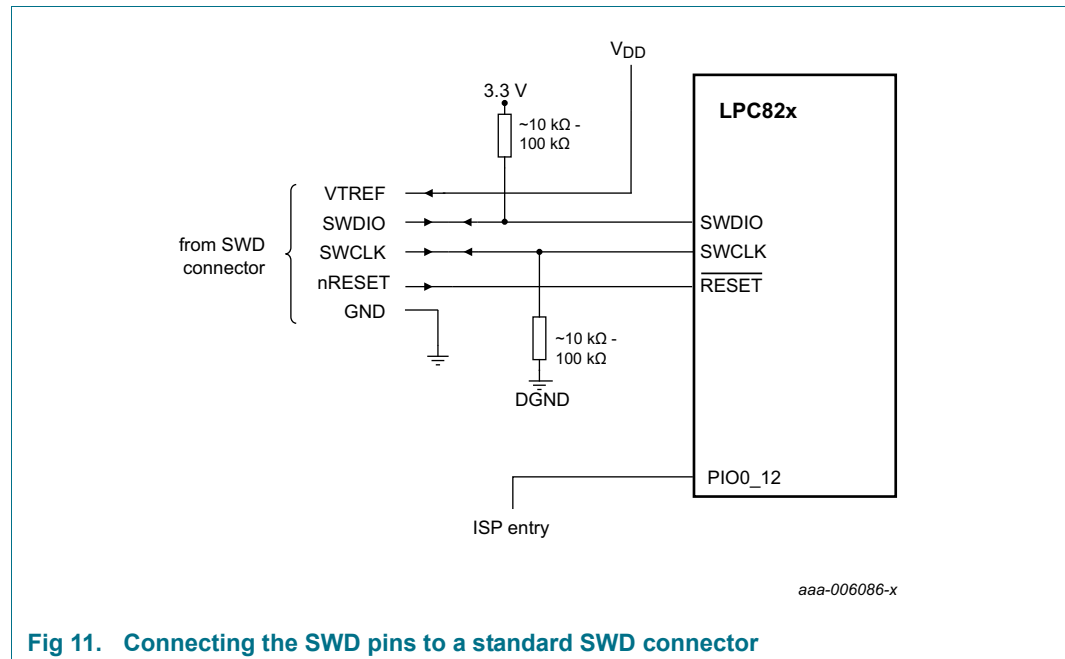 VDD
3.3 V
LPC82x
~10 kΩ -
100 kΩ
VTREF
SWDIO
SWDIO
from SWD
connector
SWCLK
SWCLK
nRESET
RESET
GND
~10 kΩ -
100 kΩ
DGND
PIO0_12
ISP entry
aaa-006086-x
Fig 11. Connecting the SWD pins to a standard SWD connector